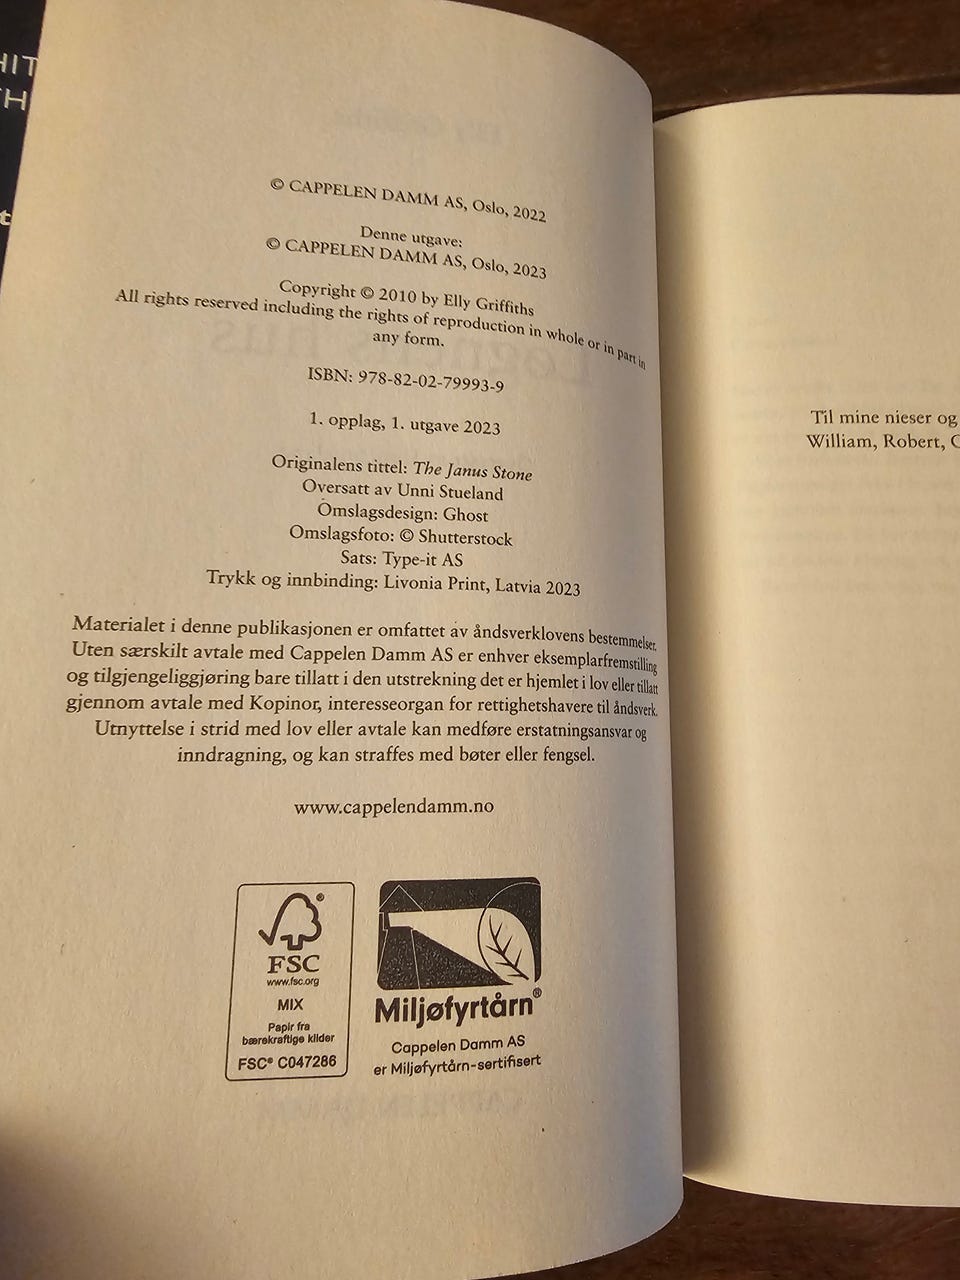 HIT
TH
t
© CAPPELEN DAMM AS, Oslo, 2022
Denne utgave:
© CAPPELEN DAMM AS, Oslo, 2023
Copyright © 2010 by Elly Griffiths
All rights reserved including the rights of reproduction in whole or in part in
any form.
ISBN: 978-82-02-79993-9
1. opplag, 1. utgave 2023
Originalens tittel: The Janus Stone
Oversatt av Unni Stueland
Omslagsdesign: Ghost
Omslagsfoto: © Shutterstock
Sats: Type-it AS
Trykk og innbinding: Livonia Print, Latvia 2023
Materialet i denne publikasjonen er omfattet av åndsverklovens bestemmelser.
Uten særskilt avtale med Cappelen Damm AS er enhver eksemplarfremstilling
og tilgjengeliggjøring bare tillatt i den utstrekning det er hjemlet i lov eller tillatt
gjennom avtale med Kopinor, interesseorgan for rettighetshavere til åndsverk.
Utnyttelse i strid med lov eller avtale kan medføre erstatningsansvar og
inndragning, og kan straffes med bøter eller fengsel.
www.cappelendamm.no
FSC
www.fsc.org
MIX
Papir fra
bærekraftige kilder
FSC® C047286
Miljøfyrtårn®
Cappelen Damm AS
er Miljøfyrtårn-sertifisert
Til mine nieser og
William, Robert, C